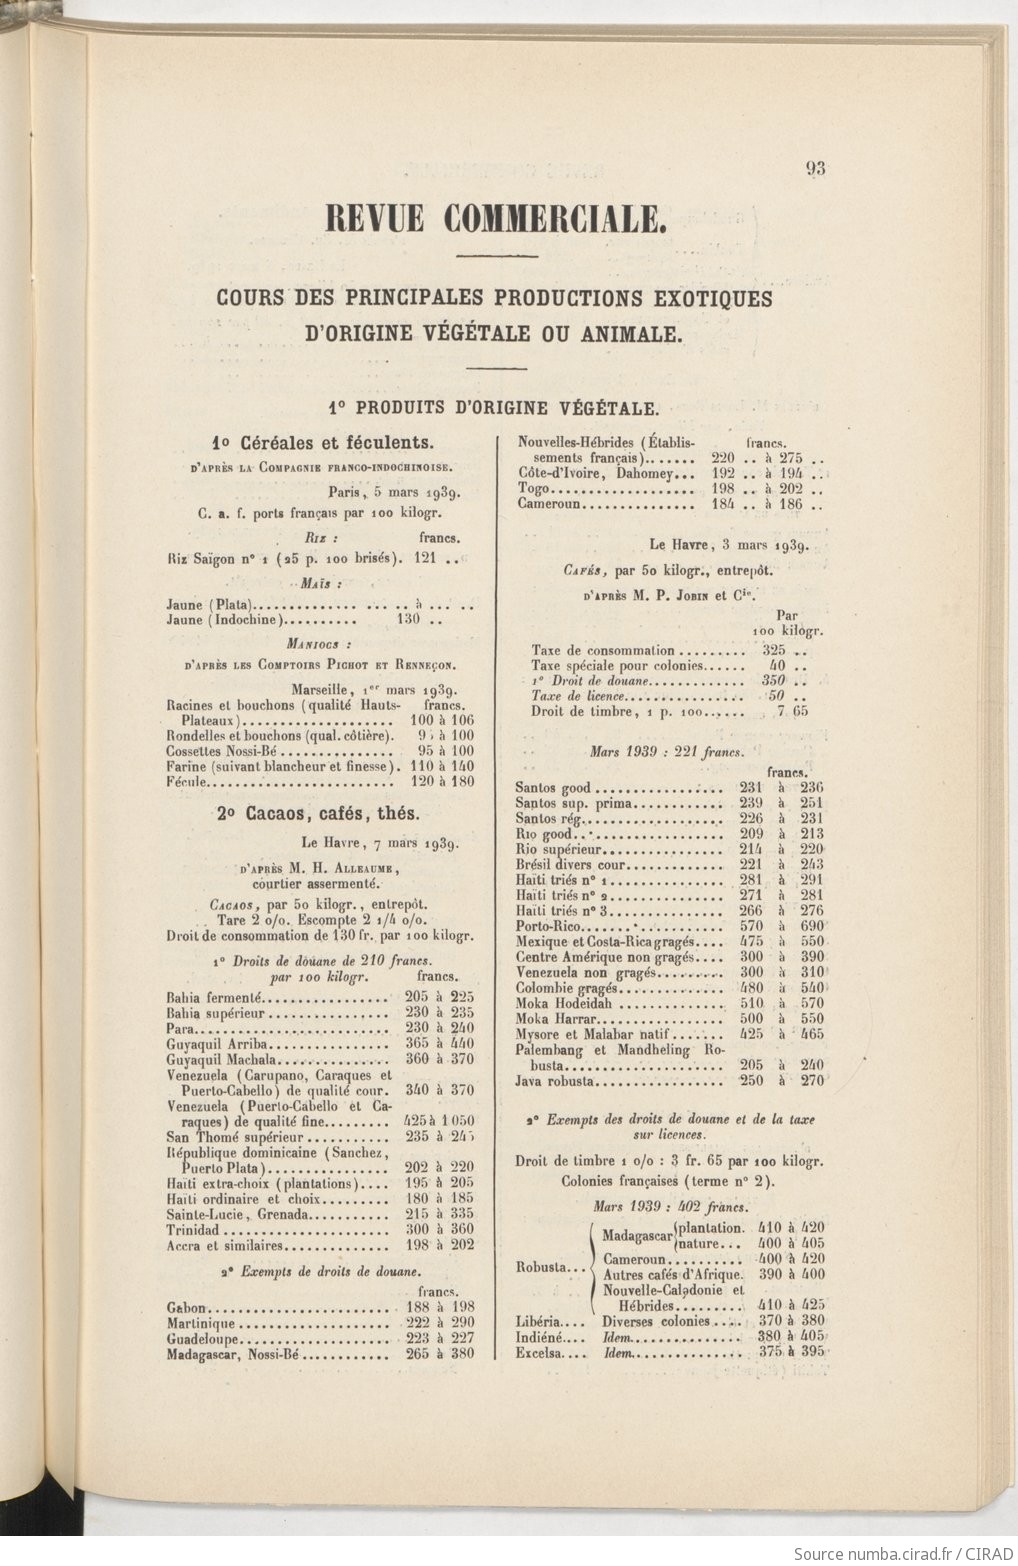 93
REVUE COMMERCIALE.
COURS DES PRINCIPALES PRODUCTIONS EXOTIQUES
D'ORIGINE VÉGÉTALE OU ANIMALE.
1° PRODUITS D'ORIGINE VÉGÉTALE.
1o Céréales et féculents.
D'APRÈS LA COMPAGNIE FRANCO-INDOCHINOISE.
Paris, 5 mars 1939.
C. a. f. ports français par 100 kilogr.
RIZ : francs.
Riz Saïgon n° 1 (25 p. 100 brisés). 121 ..
MAÏS :
Jaune (Plata).............. ... .. à ... ..
Jaune (Indochine).......... 130 ..
MANIOCS :
D'APRÈS LES COMPTOIRS PICHOT ET RENNEÇON.
Marseille, 1er mars 1939.
Racines et bouchons (qualité Hauts- francs.
Plateaux)................... 100 à 106
Rondelles et bouchons (qual. côtière). 9 à 100
Cossettes Nossi-Bé............... 95 à 100
Farine (suivant blancheur et finesse). 110 à 140
Fécule........................ 120 à 180
2o Cacaos, cafés, thés.
Le Havre, 7 mars 1939.
D'APRÈS M. H. ALLEAUME,
courtier assermenté.
CACAOS, par 50 kilogr., entrepôt.
Tare 2 o/o. Escompte 2 1/4 o/o.
Droit de consommation de 130 fr. par 100 kilogr.
1° Droits de douane de 210 francs.
par 100 kilogr. francs.
Bahia fermenté................ 205 à 225
Bahia supérieur................ 230 à 235
Para......................... 230 à 240
Guyaquil Arriba............... 365 à 440
Guyaquil Machala.............. 360 à 370
Venezuela (Carupano, Caraques et
Puerto-Cabello) de qualité cour. 340 à 370
Venezuela (Puerto-Cabello et Ca-
raques) de qualité fine......... 425 à 1 050
San Thomé supérieur........... 235 à 24
République dominicaine (Sanchez,
Puerto Plata)................ 202 à 220
Haïti extra-choix (plantations).... 195 à 205
Haïti ordinaire et choix......... 180 à 185
Sainte-Lucie, Grenada........... 215 à 335
Trinidad...................... 300 à 360
Accra et similaires.............. 198 à 202
2° Exempts de droits de douane.
francs.
Gabon........................ 188 à 198
Martinique.................... 222 à 290
Guadeloupe.................... 223 à 227
Madagascar, Nossi-Bé............ 265 à 380
Nouvelles-Hébrides (Établis- francs.
sements français)....... 220 .. à 275 ..
Côte-d'Ivoire, Dahomey... 192 .. à 194 ..
Togo................... 198 .. à 202 ..
Cameroun............... 184 .. à 186 ..
Le Havre, 3 mars 1939.
CAFÉS, par 50 kilogr., entrepôt.
D'APRÈS M. P. JOBIN et Cie.
Par
100 kilogr.
Taxe de consommation......... 325 ..
Taxe spéciale pour colonies...... 40 ..
1° Droit de douane............. 350 ..
Taxe de licence................ 50 ..
Droit de timbre, 1 p. 100....... 7 65
Mars 1939 : 221 francs.
francs.
Santos good.................. 231 à 236
Santos sup. prima............ 239 à 251
Santos rég................... 226 à 231
Rio good.................... 209 à 213
Rio supérieur................ 214 à 220
Brésil divers cour............. 221 à 243
Haïti triés n° 1............... 281 à 291
Haïti triés n° 2............... 271 à 281
Haïti triés n° 3............... 266 à 276
Porto-Rico................... 570 à 690
Mexique et Costa-Rica gragés.... 475 à 550
Centre Amérique non gragés.... 300 à 390
Venezuela non gragés......... 300 à 310
Colombie gragés.............. 480 à 540
Moka Hodeidah.............. 510 à 570
Moka Harrar................. 500 à 550
Mysore et Malabar natif....... 425 à 465
Palembang et Mandheling Ro-
busta..................... 205 à 240
Java robusta................. 250 à 270
2° Exempts des droits de douane et de la taxe
sur licences.
Droit de timbre 1 o/o : 3 fr. 65 par 100 kilogr.
Colonies françaises (terme n° 2).
Mars 1939 : 402 francs.
Robusta... Madagascar plantation. 410 à 420
nature... 400 à 405
Cameroun.......... 400 à 420
Autres cafés d'Afrique. 390 à 400
Nouvelle-Calédonie et
Hébrides......... 410 à 425
Libéria.... Diverses colonies.... 370 à 380
Indiéné.... Idem.............. 380 à 405
Excelsa.... Idem.............. 375 à 395
Source numba.cirad.fr / CIRAD